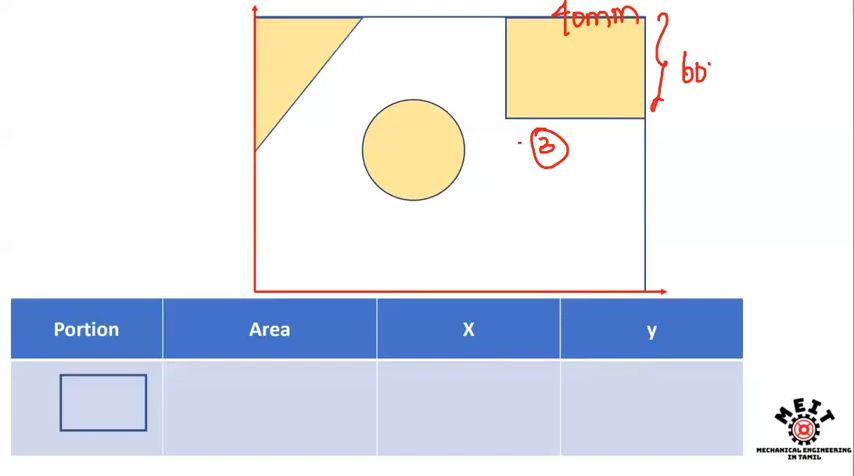 40mm
60
3
Portion Area X y
MEIT
MECHANICAL ENGINEERING
IN TAMIL